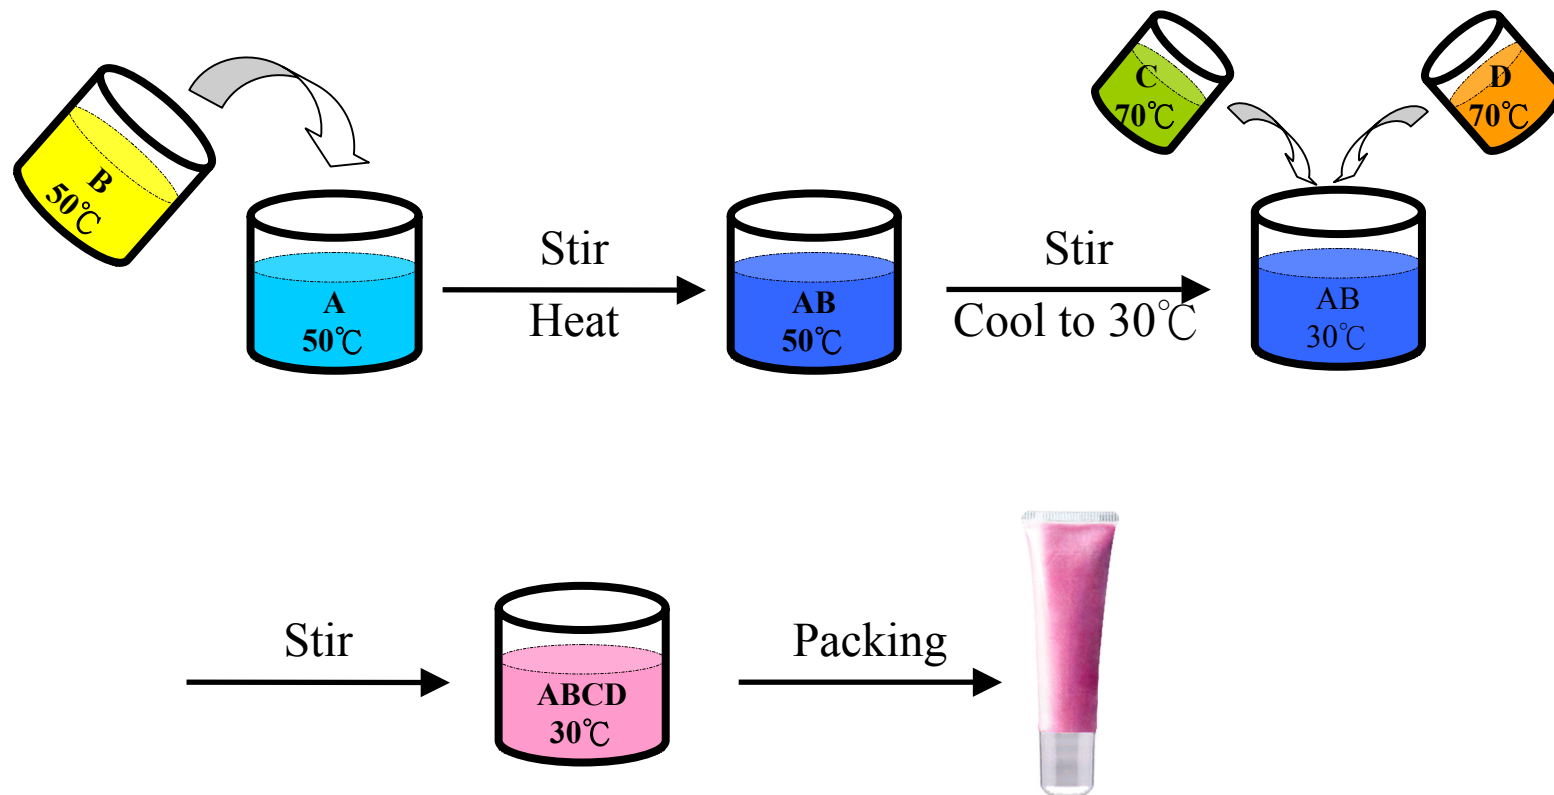 B
50℃
A
50℃
Stir
Heat
AB
50℃
Stir
Cool to 30℃
C
70℃
D
70℃
AB
30℃
Stir
ABCD
30℃
Packing